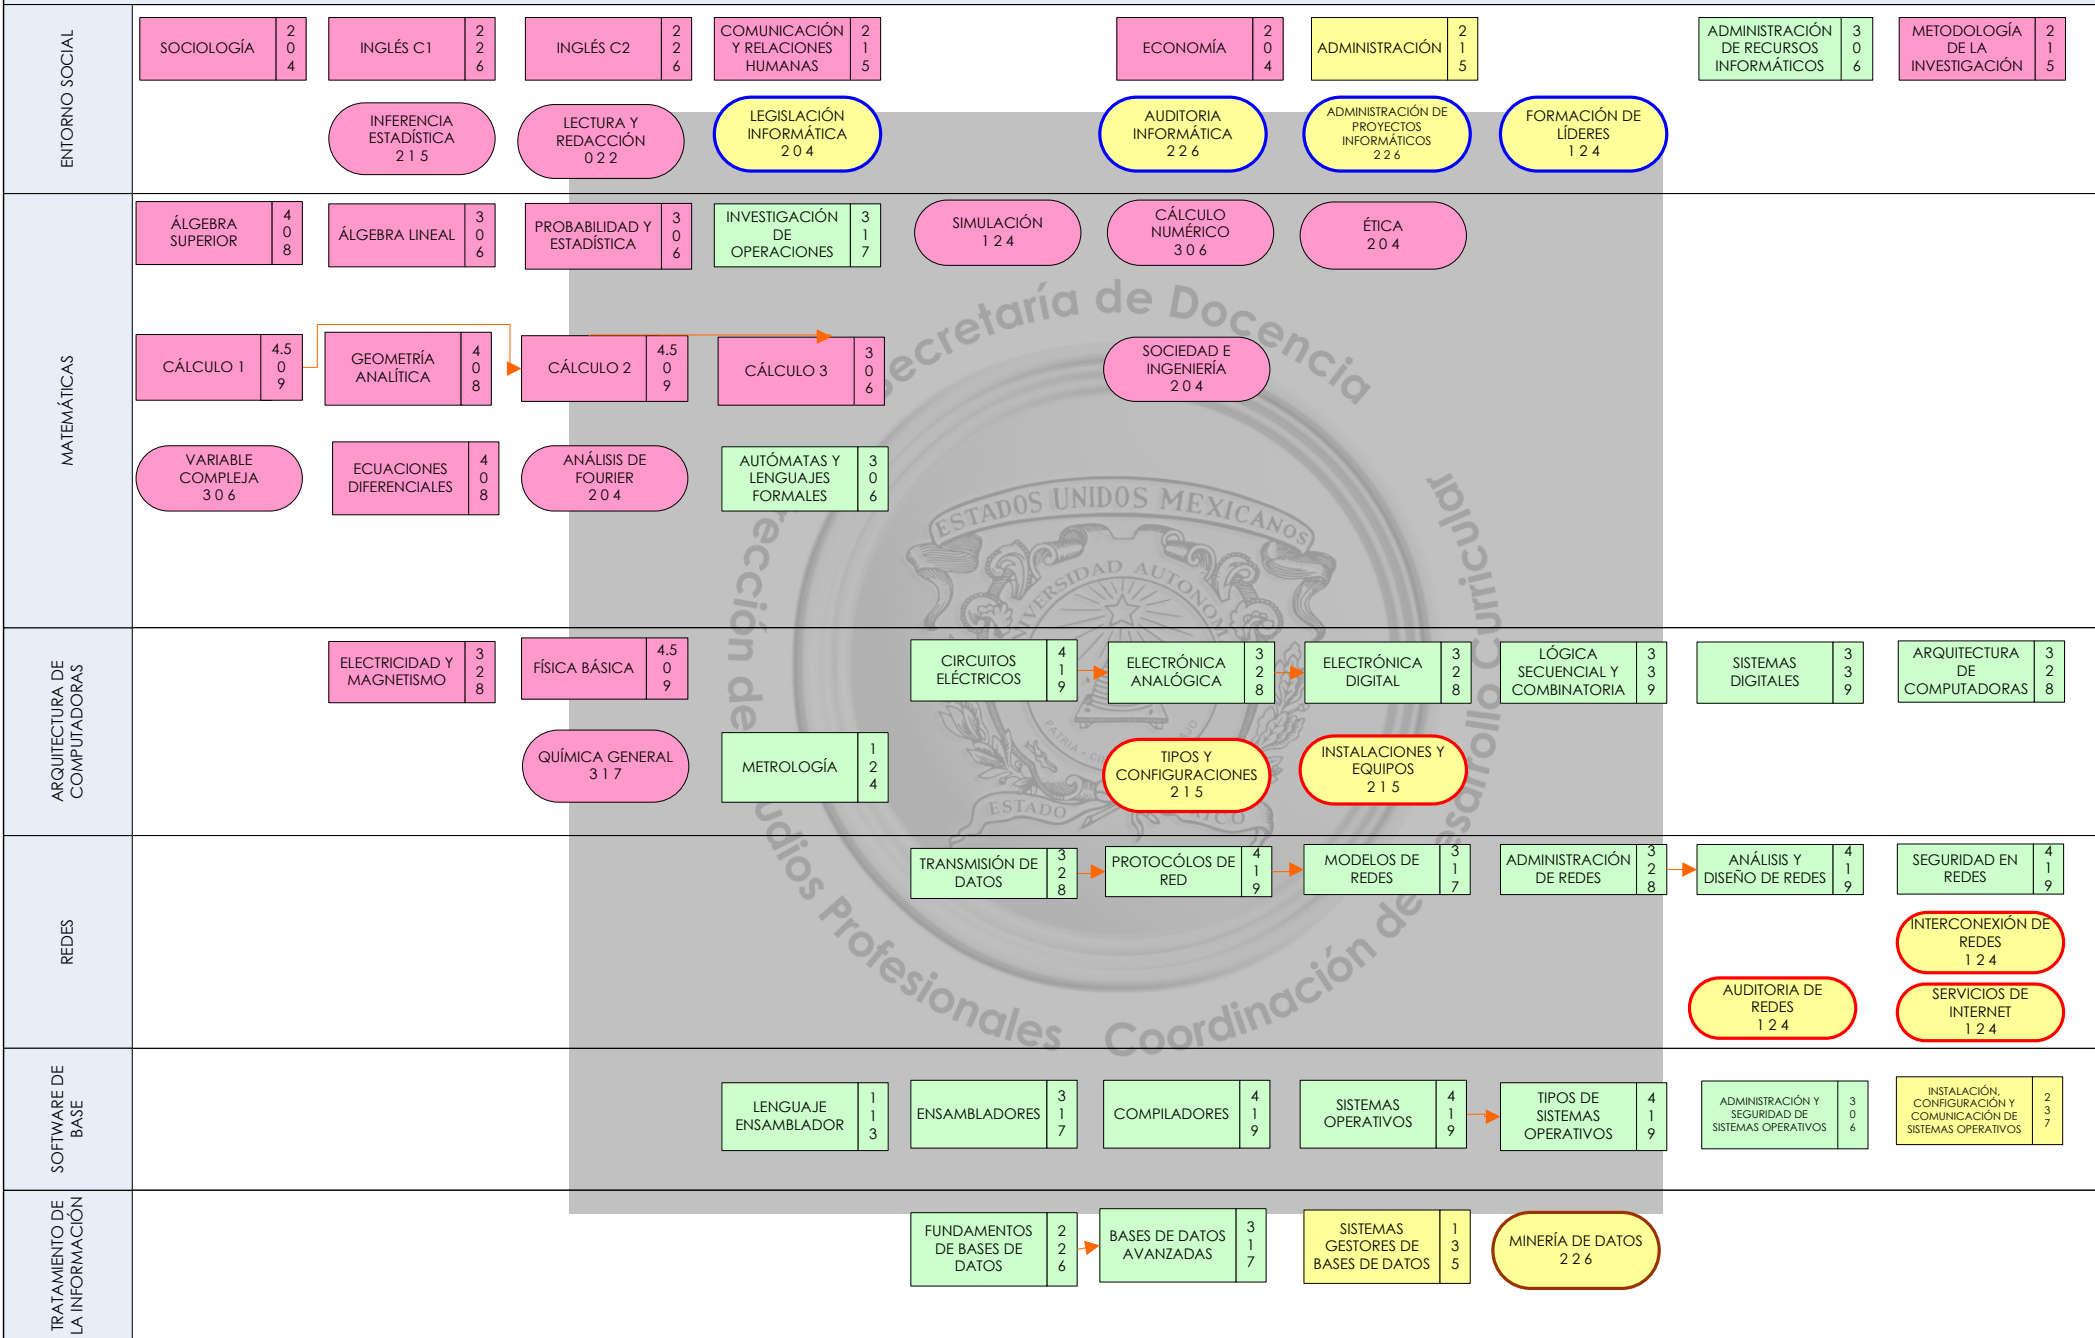 ENTORNO SOCIAL
SOCIOLOGÍA
2
0
4
INGLÉS C1
2
2
6
INGLÉS C2
2
2
6
COMUNICACIÓN
Y RELACIONES
HUMANAS
2
1
5
ECONOMÍA
2
0
4
ADMINISTRACIÓN
2
1
5
ADMINISTRACIÓN
DE RECURSOS
INFORMÁTICOS
3
0
6
METODOLOGÍA
DE LA
INVESTIGACIÓN
2
1
5
INFERENCIA
ESTADÍSTICA
2 1 5
LECTURA Y
REDACCIÓN
0 2 2
LEGISLACIÓN
INFORMÁTICA
2 0 4
AUDITORIA
INFORMÁTICA
2 2 6
ADMINISTRACIÓN DE
PROYECTOS
INFORMÁTICOS
2 2 6
FORMACIÓN DE
LÍDERES
1 2 4
MATEMÁTICAS
ÁLGEBRA
SUPERIOR
4
0
8
ÁLGEBRA LINEAL
3
0
6
PROBABILIDAD Y
ESTADÍSTICA
3
0
6
INVESTIGACIÓN
DE
OPERACIONES
3
1
7
SIMULACIÓN
1 2 4
CÁLCULO
NUMÉRICO
3 0 6
ÉTICA
2 0 4
CÁLCULO 1
4.5
0
9
GEOMETRÍA
ANALÍTICA
4
0
8
CÁLCULO 2
4.5
0
9
CÁLCULO 3
3
0
6
SOCIEDAD E
INGENIERÍA
2 0 4
VARIABLE
COMPLEJA
3 0 6
ECUACIONES
DIFERENCIALES
4
0
8
ANÁLISIS DE
FOURIER
2 0 4
AUTÓMATAS Y
LENGUAJES
FORMALES
3
0
6
ARQUITECTURA DE
COMPUTADORAS
ELECTRICIDAD Y
MAGNETISMO
3
2
8
FÍSICA BÁSICA
4.5
0
9
CIRCUITOS
ELÉCTRICOS
4
1
9
ELECTRÓNICA
ANALÓGICA
3
2
8
ELECTRÓNICA
DIGITAL
3
2
8
LÓGICA
SECUENCIAL Y
COMBINATORIA
3
3
9
SISTEMAS
DIGITALES
3
3
9
ARQUITECTURA
DE
COMPUTADORAS
3
2
8
QUÍMICA GENERAL
3 1 7
METROLOGÍA
1
2
4
TIPOS Y
CONFIGURACIONES
2 1 5
INSTALACIONES Y
EQUIPOS
2 1 5
REDES
TRANSMISIÓN DE
DATOS
3
2
8
PROTOCÓLOS DE
RED
4
1
9
MODELOS DE
REDES
3
1
7
ADMINISTRACIÓN
DE REDES
3
2
8
ANÁLISIS Y
DISEÑO DE REDES
4
1
9
SEGURIDAD EN
REDES
4
1
9
INTERCONEXIÓN DE
REDES
1 2 4
AUDITORIA DE
REDES
1 2 4
SERVICIOS DE
INTERNET
1 2 4
SOFTWARE DE
BASE
LENGUAJE
ENSAMBLADOR
1
1
3
ENSAMBLADORES
3
1
7
COMPILADORES
4
1
9
SISTEMAS
OPERATIVOS
4
1
9
TIPOS DE
SISTEMAS
OPERATIVOS
4
1
9
ADMINISTRACIÓN Y
SEGURIDAD DE
SISTEMAS OPERATIVOS
3
0
6
INSTALACIÓN,
CONFIGURACIÓN Y
COMUNICACIÓN DE
SISTEMAS OPERATIVOS
2
3
7
TRATAMIENTO DE
LA INFORMACIÓN
FUNDAMENTOS
DE BASES DE
DATOS
2
2
6
BASES DE DATOS
AVANZADAS
3
1
7
SISTEMAS
GESTORES DE
BASES DE DATOS
1
3
5
MINERÍA DE DATOS
2 2 6
ecretaría de Docencia
udios Profesionales
Coordinación de
ESTADOS UNIDOS MEXICANOS